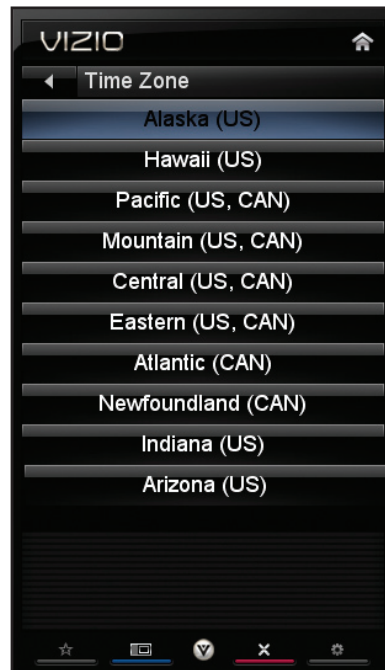 VIZIO
Time Zone
Alaska (US)
Hawaii (US)
Pacific (US, CAN)
Mountain (US, CAN)
Central (US, CAN)
Eastern (US, CAN)
Atlantic (CAN)
Newfoundland (CAN)
Indiana (US)
Arizona (US)
V